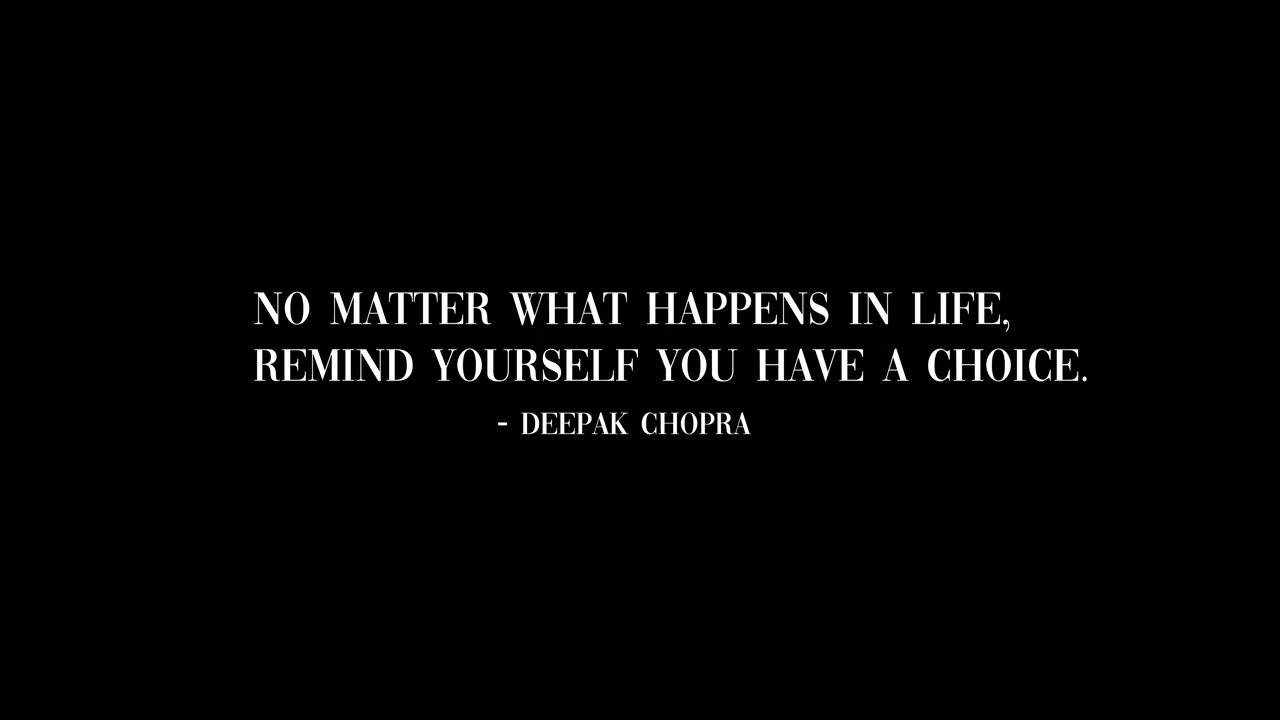 NO MATTER WHAT HAPPENS IN LIFE,
REMIND YOURSELF YOU HAVE A CHOICE.
- DEEPAK CHOPRA